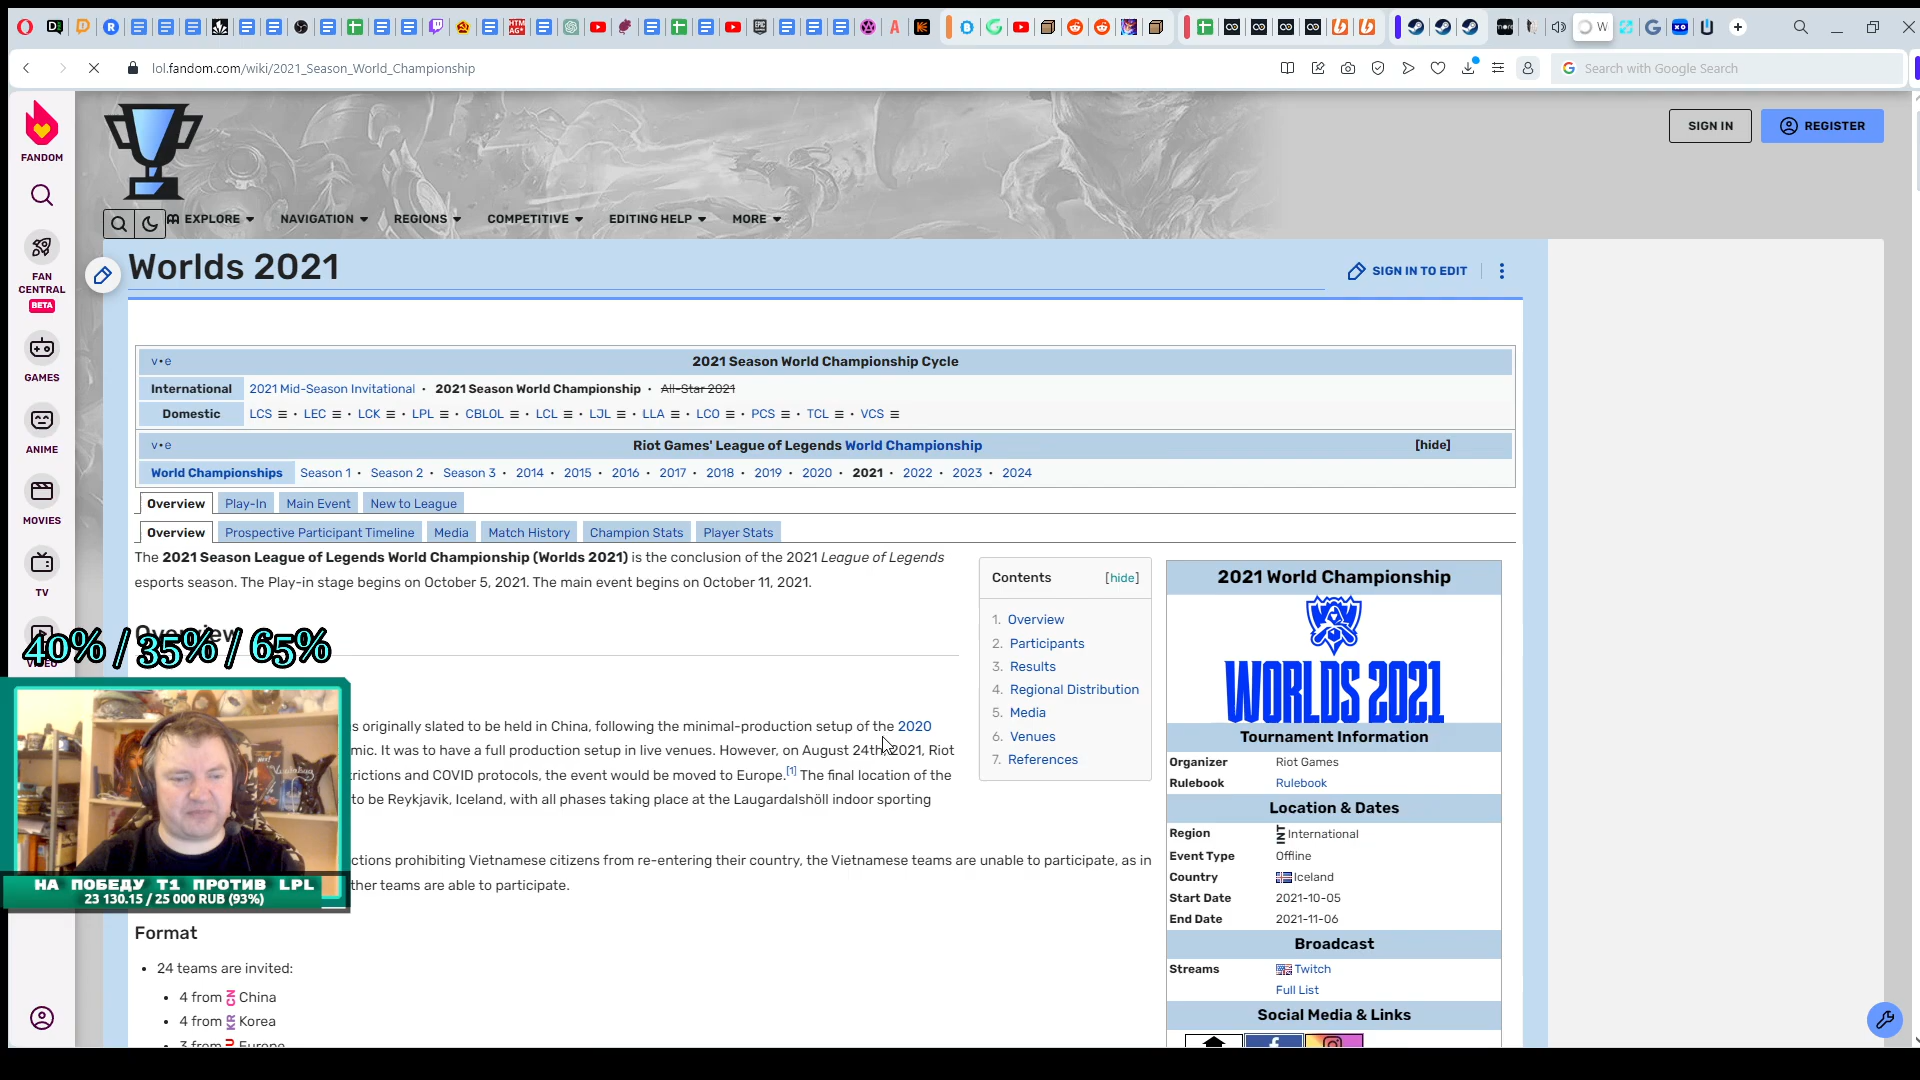 W
lol.fandom.com/wiki/2021_Season_World_Championship
Search with Google Search
FANDOM
FAN CENTRAL
BETA
GAMES
ANIME
MOVIES
TV
VIDEO
SIGN IN
REGISTER
EXPLORE
NAVIGATION
REGIONS
COMPETITIVE
EDITING HELP
MORE
Worlds 2021
SIGN IN TO EDIT
v•e
2021 Season World Championship Cycle
International
2021 Mid-Season Invitational • 2021 Season World Championship • All-Star 2021
Domestic
LCS • LEC • LCK • LPL • CBLOL • LCL • LJL • LLA • LCO • PCS • TCL • VCS
v•e
Riot Games' League of Legends World Championship
[hide]
World Championships
Season 1 • Season 2 • Season 3 • 2014 • 2015 • 2016 • 2017 • 2018 • 2019 • 2020 • 2021 • 2022 • 2023 • 2024
Overview
Play-In
Main Event
New to League
Overview
Prospective Participant Timeline
Media
Match History
Champion Stats
Player Stats
The 2021 Season League of Legends World Championship (Worlds 2021) is the conclusion of the 2021 League of Legends
esports season. The Play-in stage begins on October 5, 2021. The main event begins on October 11, 2021.
Overview
40% / 35% / 65%
s originally slated to be held in China, following the minimal-production setup of the 2020
mic. It was to have a full production setup in live venues. However, on August 24th 2021, Riot
trictions and COVID protocols, the event would be moved to Europe.[1] The final location of the
to be Reykjavik, Iceland, with all phases taking place at the Laugardalshöll indoor sporting
ctions prohibiting Vietnamese citizens from re-entering their country, the Vietnamese teams are unable to participate, as in
ther teams are able to participate.
НА ПОБЕДУ Т1 ПРОТИВ LPL
23 130.15 / 25 000 RUB (93%)
Format
• 24 teams are invited:
• 4 from CN China
• 4 from KR Korea
• 3 from Europe
Contents [hide]
1. Overview
2. Participants
3. Results
4. Regional Distribution
5. Media
6. Venues
7. References
2021 World Championship
WORLDS 2021
Tournament Information
Organizer Riot Games
Rulebook Rulebook
Location & Dates
Region INT International
Event Type Offline
Country Iceland
Start Date 2021-10-05
End Date 2021-11-06
Broadcast
Streams Twitch
Full List
Social Media & Links